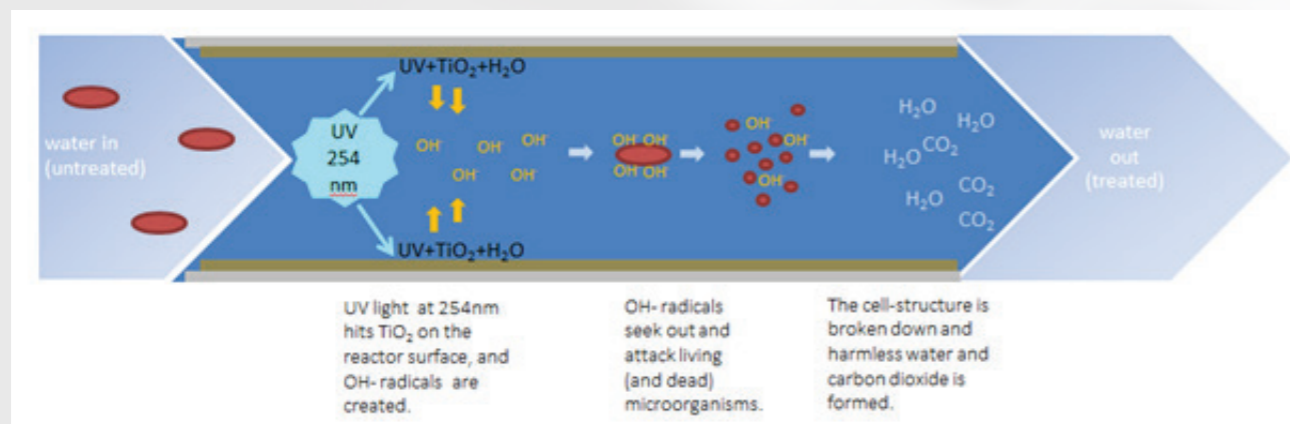 water in
(untreated)
UV
254
nm
UV+TiO₂+H₂O
OH⁻ OH⁻ OH⁻
OH⁻ OH⁻
UV+TiO₂+H₂O
OH⁻ OH⁻
OH⁻ OH⁻
OH⁻ OH⁻
OH⁻
H₂O
H₂O
H₂O CO₂
CO₂
H₂O
CO₂
water
out
(treated)
UV light at 254nm
hits TiO₂ on the
reactor surface, and
OH- radicals are
created.
OH- radicals
seek out and
attack living
(and dead)
microorganisms.
The cell-structure is
broken down and
harmless water and
carbon dioxide is
formed.